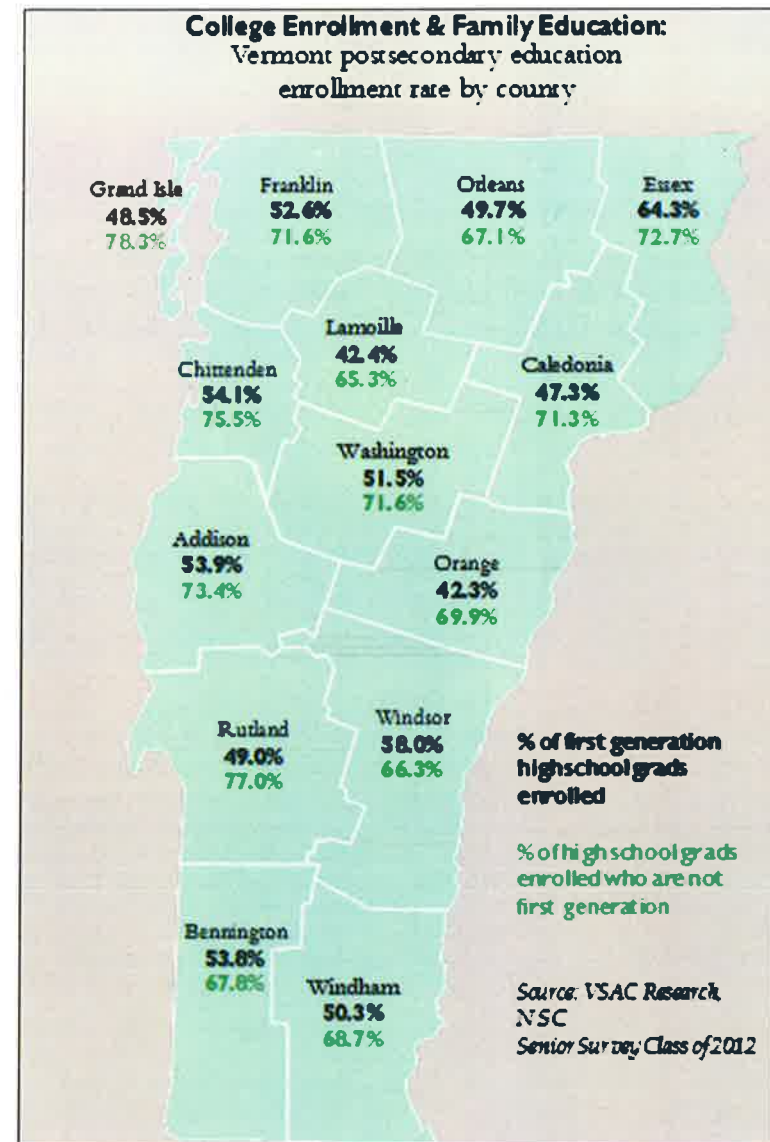 College Enrollment & Family Education:
Vermont postsecondary education
enrollment rate by county
Grand Isle
48.5%
78.3%
Franklin
52.6%
71.6%
Orleans
49.7%
67.1%
Essex
64.3%
72.7%
Lamoille
42.4%
65.3%
Chittenden
54.1%
75.5%
Caledonia
47.3%
71.3%
Washington
51.5%
71.6%
Addison
53.9%
73.4%
Orange
42.3%
69.9%
Rutland
49.0%
77.0%
Windsor
58.0%
66.3%
% of first generation
high school grads
enrolled
% of high school grads
enrolled who are not
first generation
Bennington
53.8%
67.8%
Windham
50.3%
68.7%
Source: VSAC Research,
NSC
Senior Survey Class of 2012